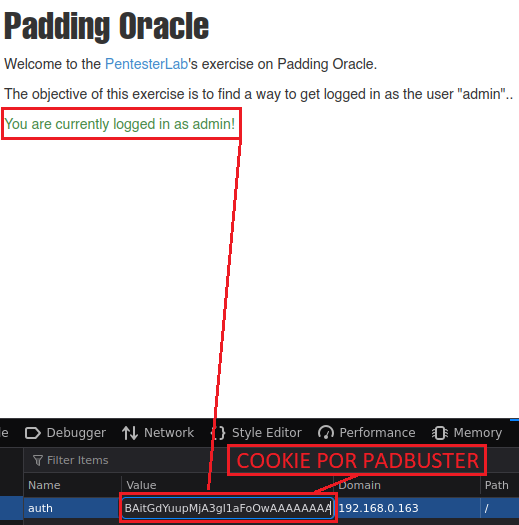 Padding Oracle
Welcome to the PentesterLab's exercise on Padding Oracle.
The objective of this exercise is to find a way to get logged in as the user "admin"..
You are currently logged in as admin!
Debugger Network Style Editor Performance Memory
Filter Items
COOKIE POR PADBUSTER
Name Value Domain Path
auth BAitGdYuupMjA3gl1aFoOwAAAAAAAA 192.168.0.163 /